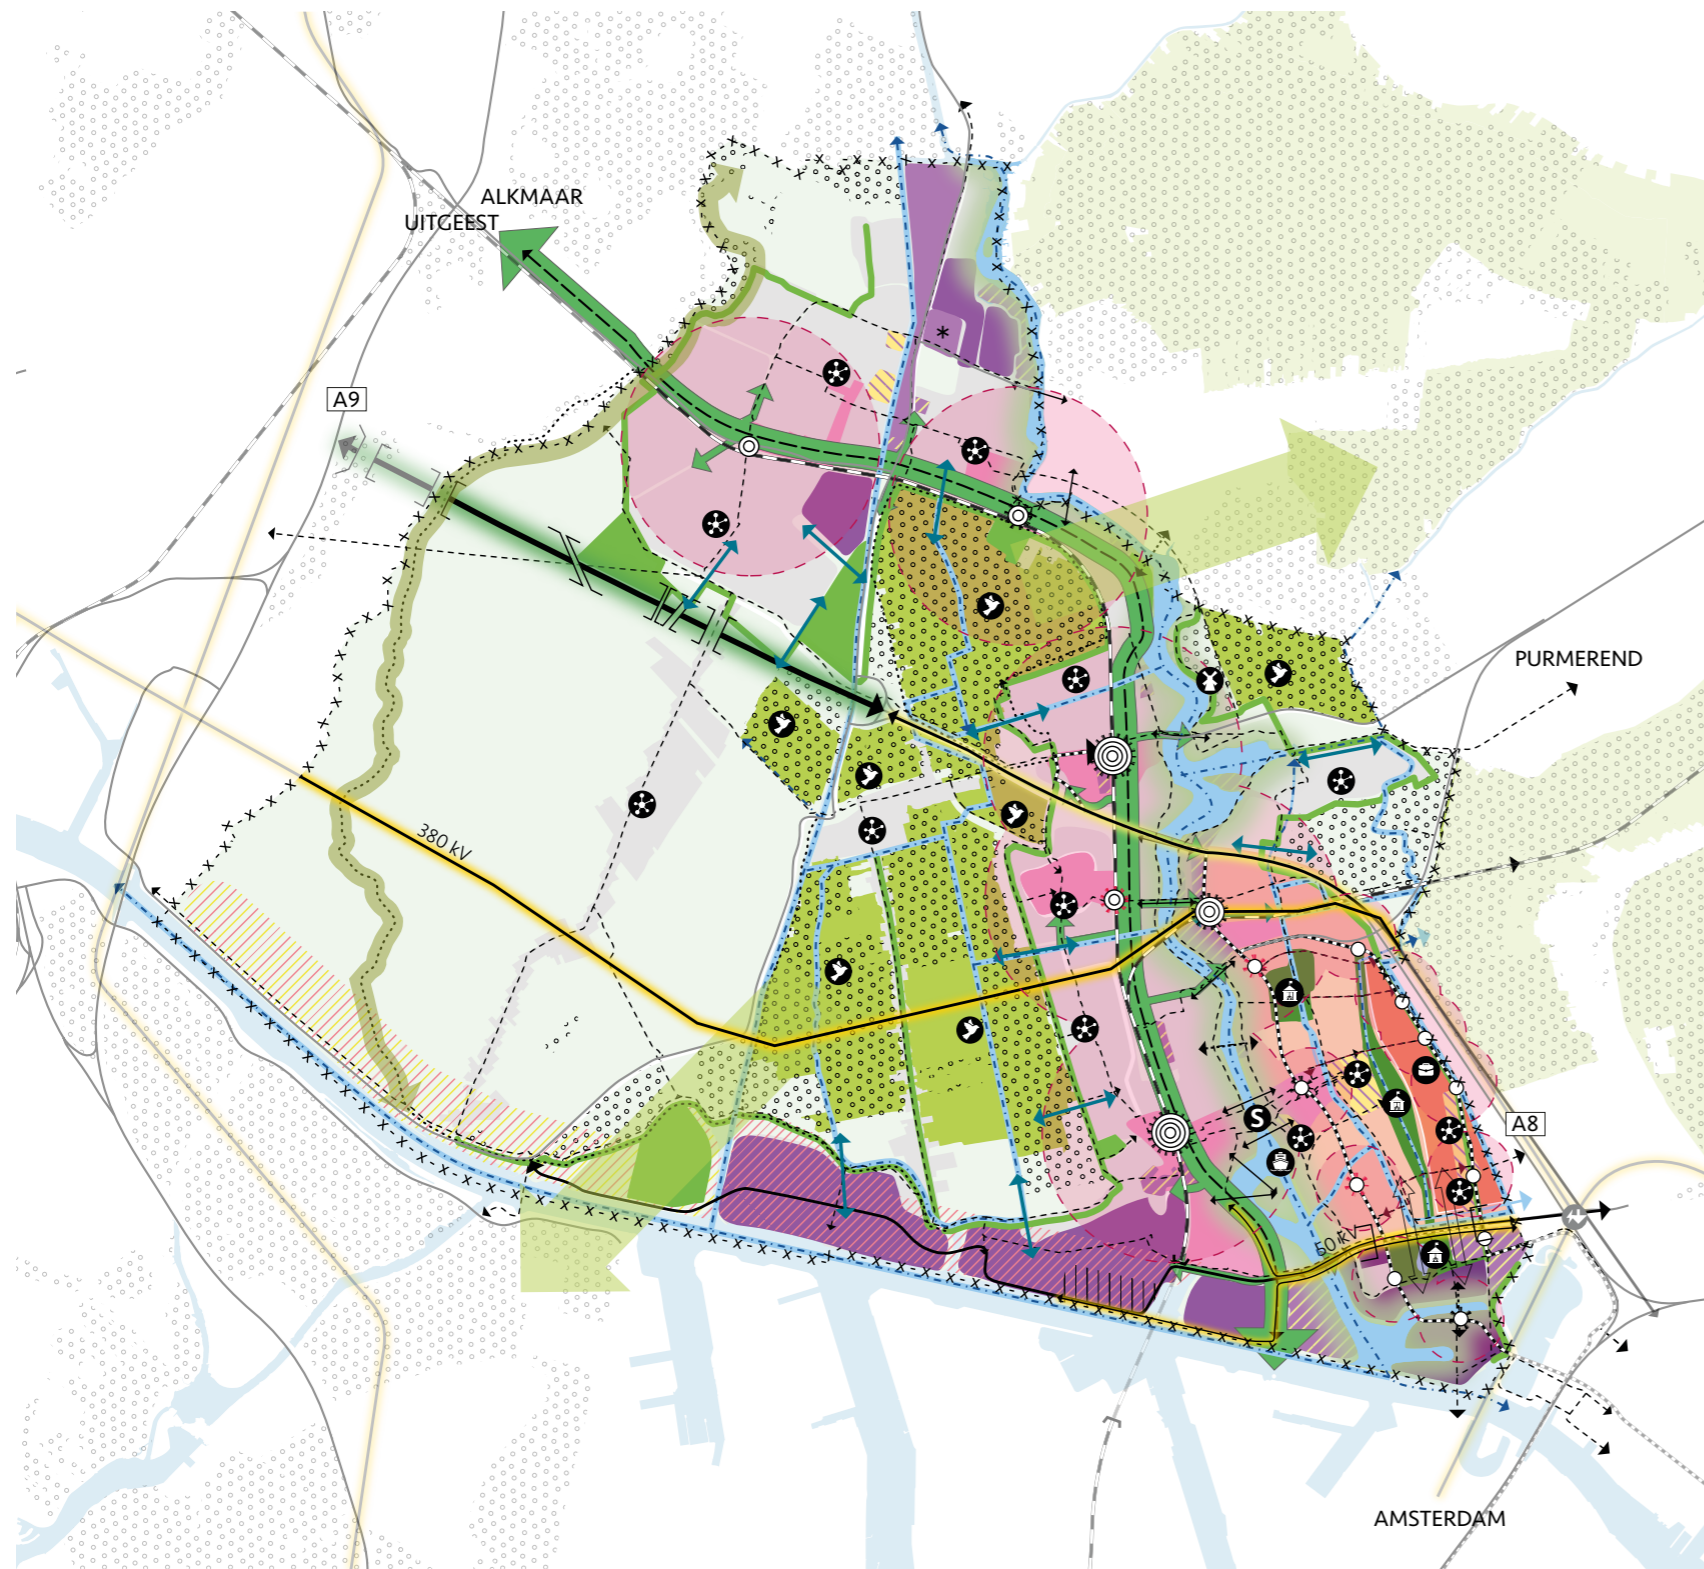 ALKMAAR
UITGEEST
A9
PURMEREND
380 kV
S
A8
50 kV
AMSTERDAM